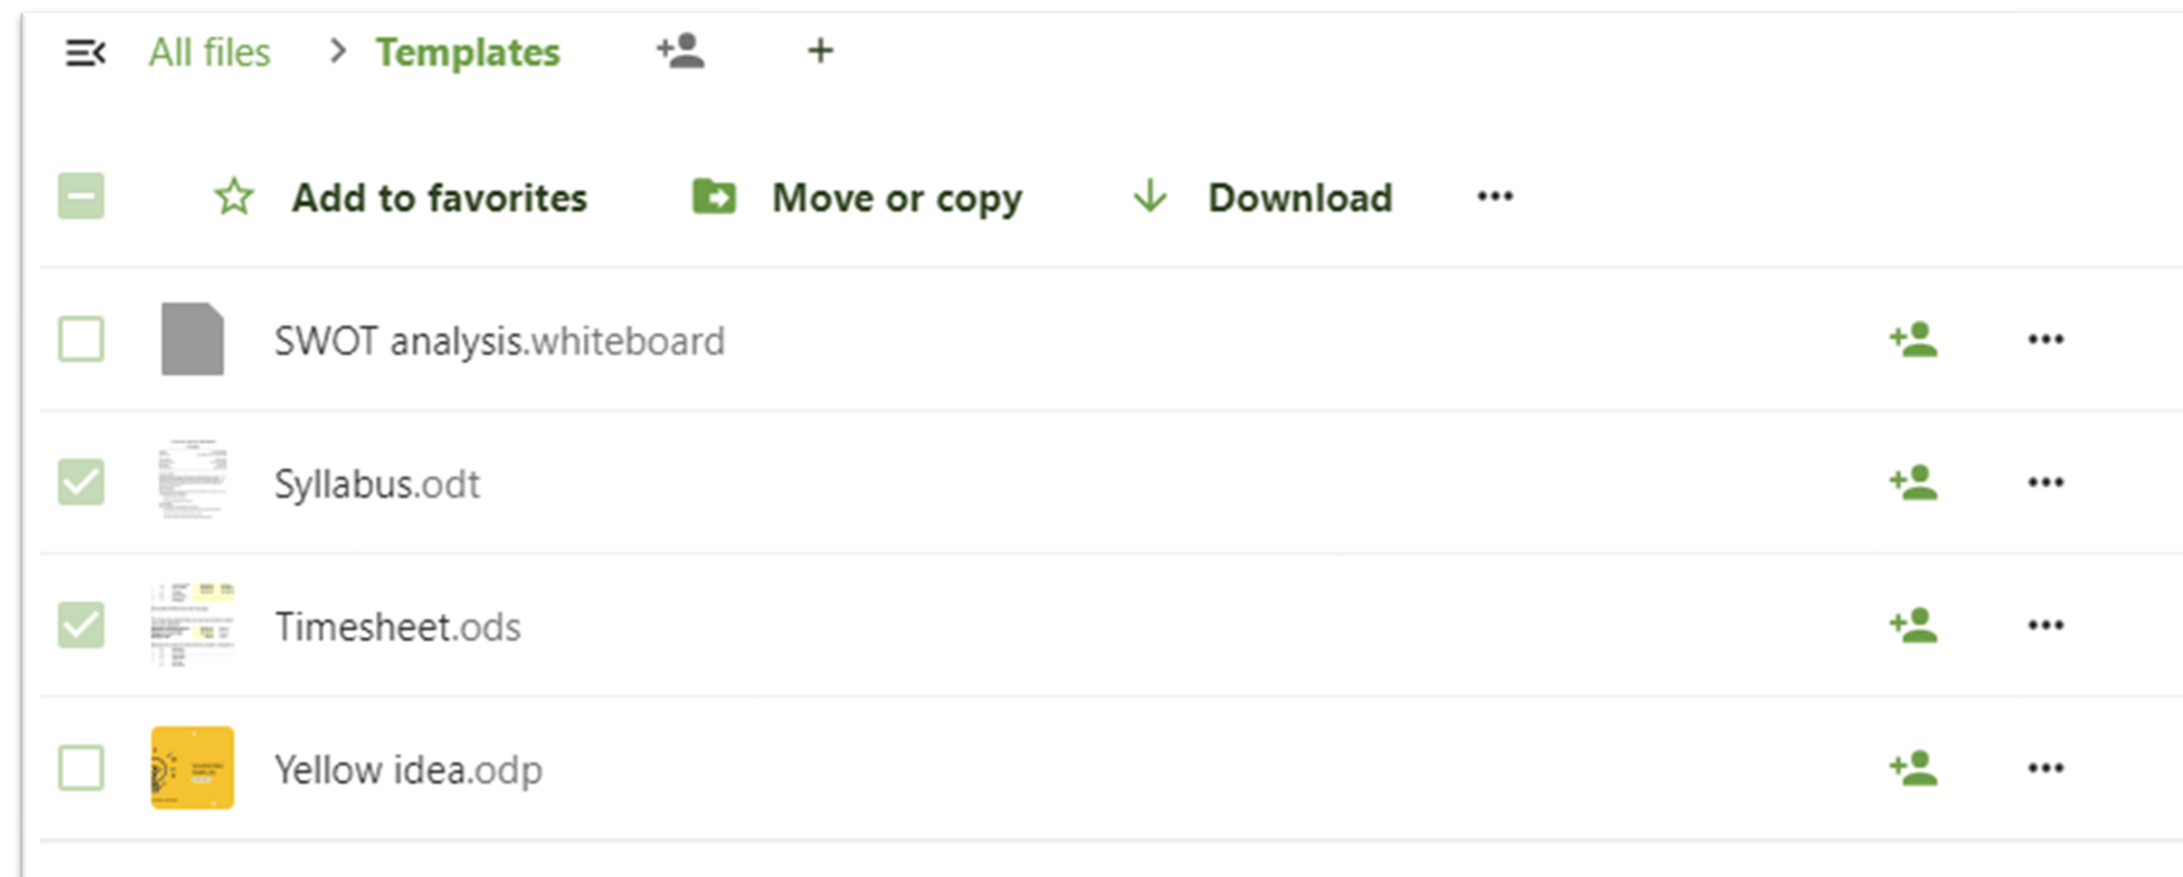 All files > Templates
Add to favorites Move or copy Download
SWOT analysis.whiteboard
Syllabus.odt
Timesheet.ods
Yellow idea.odp